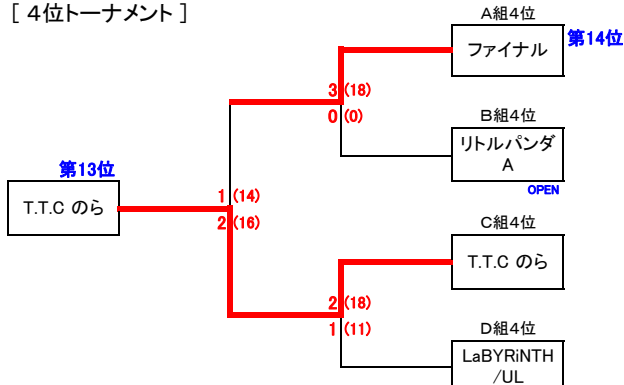 [ 4位トーナメント ]
A組4位
ファイナル
第14位
3 (18)
0 (0)
B組4位
リトルパンダ
A
OPEN
第13位
T.T.C のら
1 (14)
2 (16)
C組4位
T.T.C のら
2 (18)
1 (11)
D組4位
LaBYRiNTH
/UL